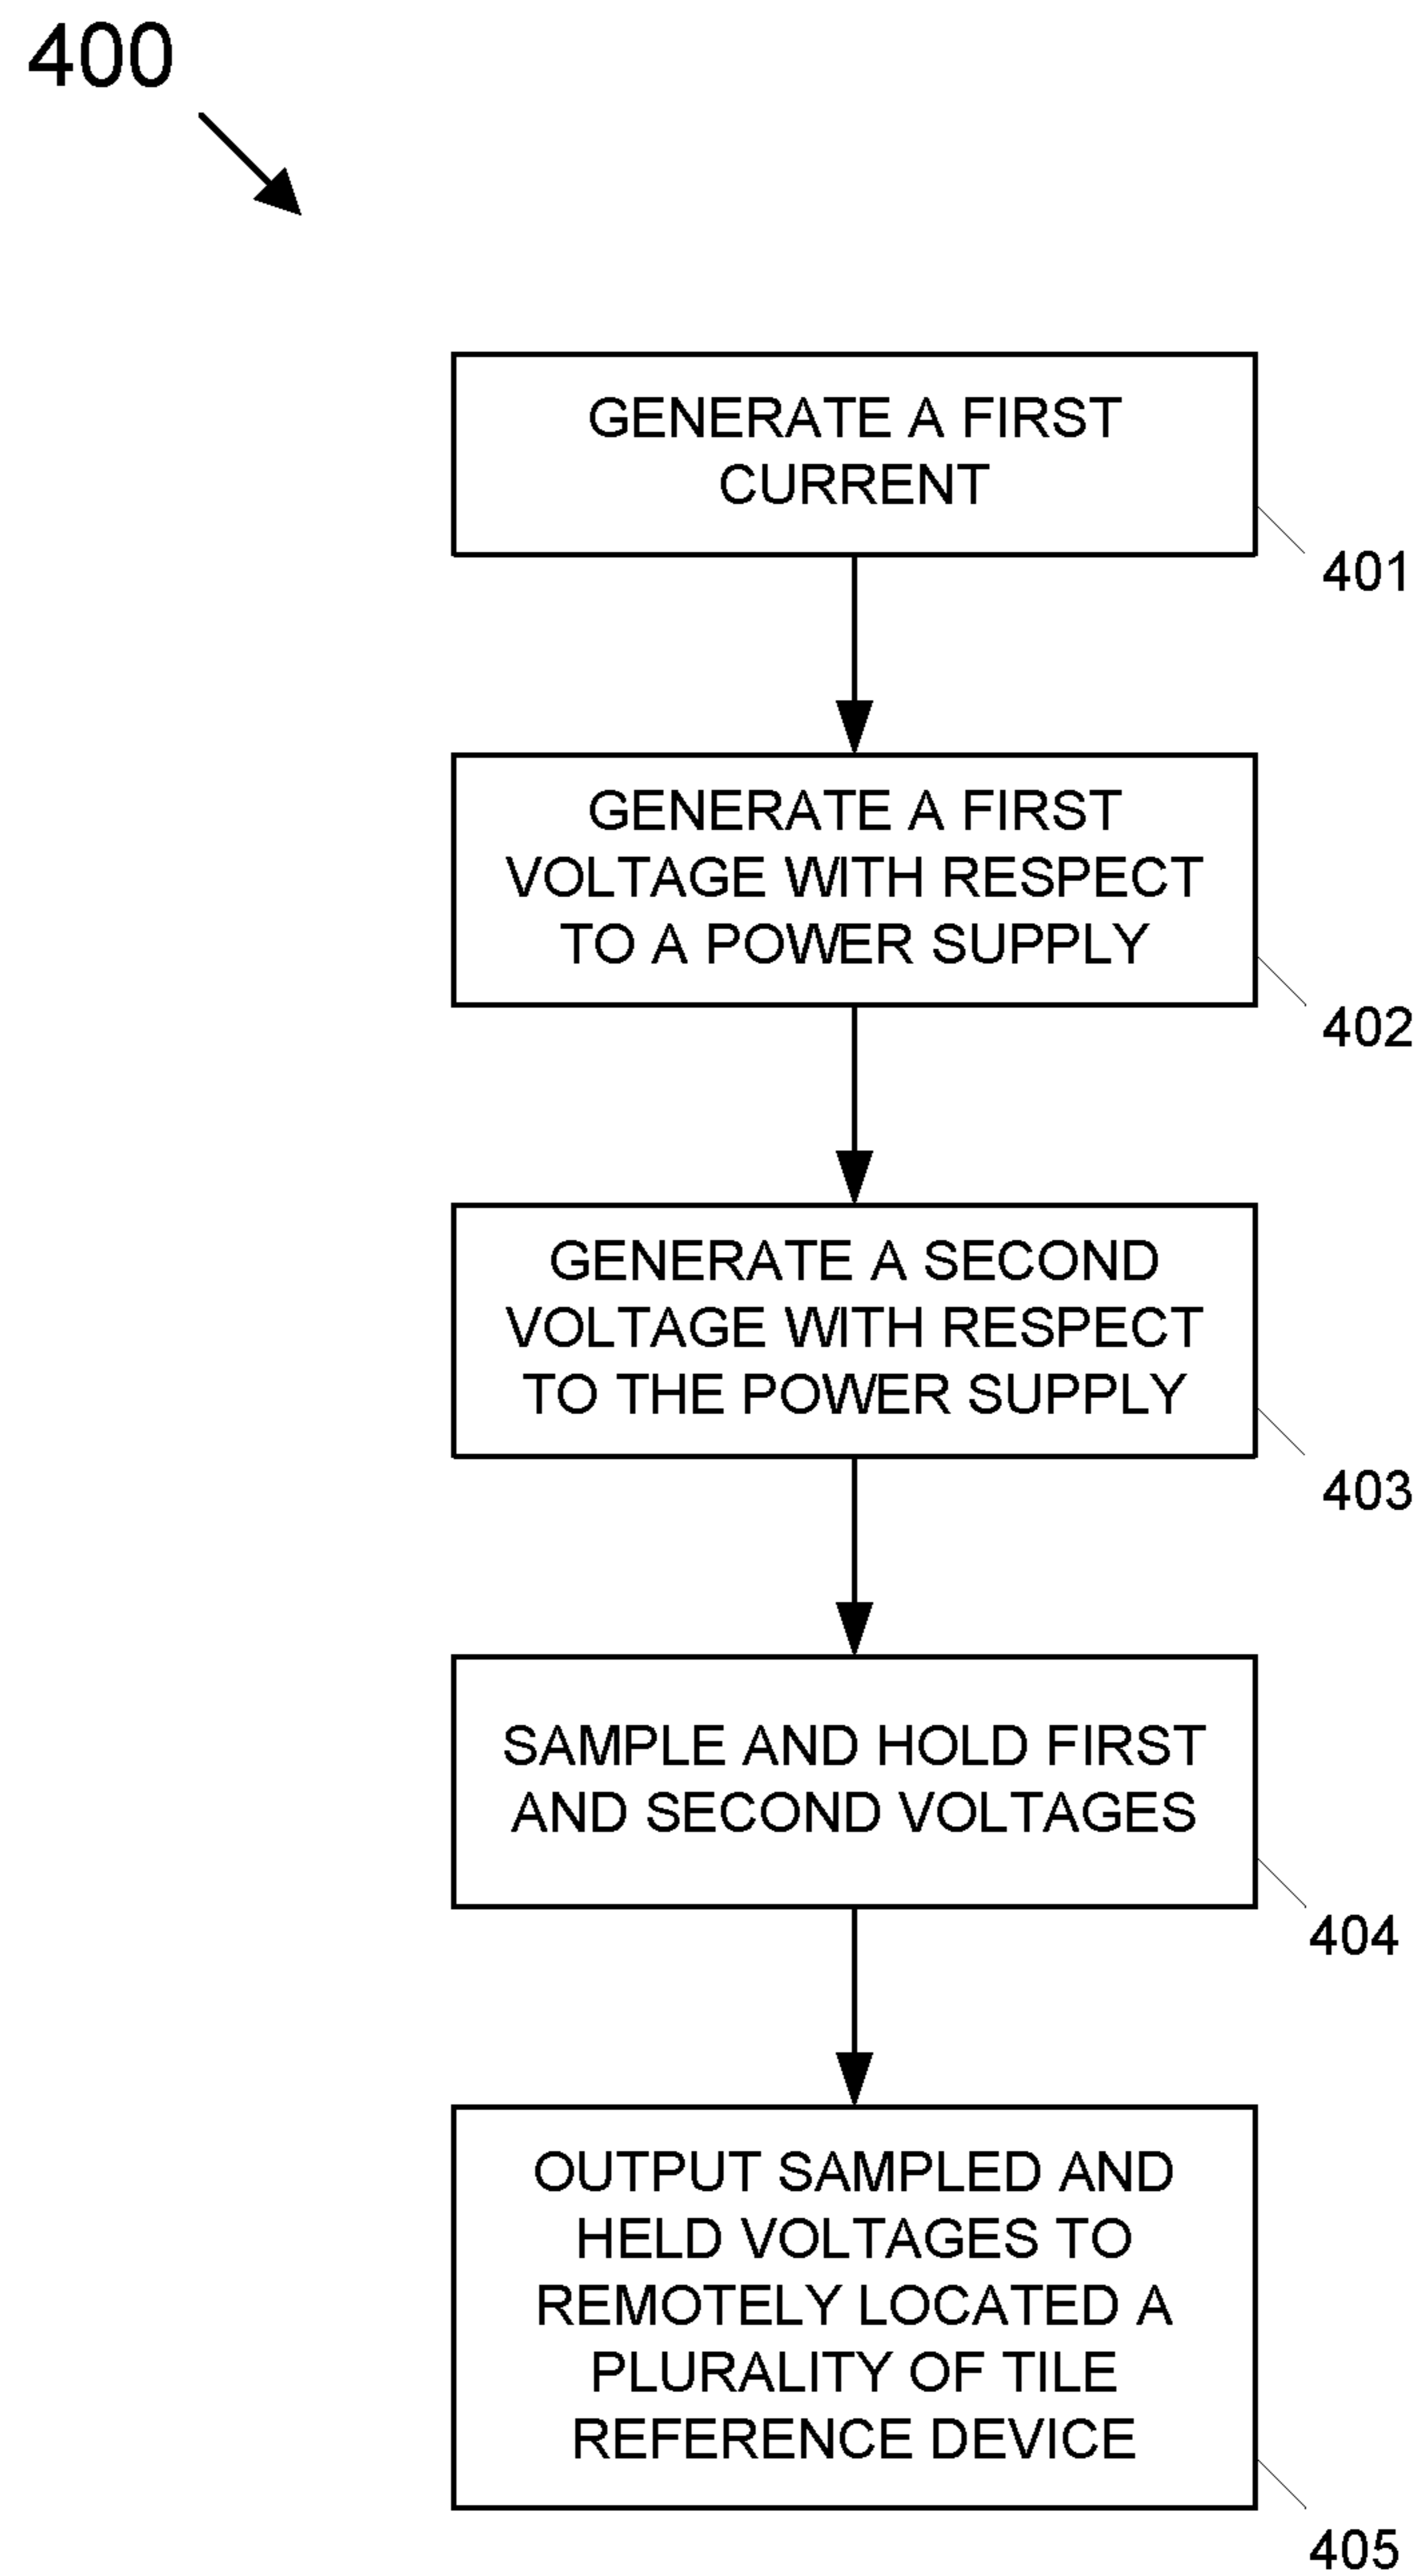 400
GENERATE A FIRST
CURRENT
401
GENERATE A FIRST
VOLTAGE WITH RESPECT
TO A POWER SUPPLY
402
GENERATE A SECOND
VOLTAGE WITH RESPECT
TO THE POWER SUPPLY
403
SAMPLE AND HOLD FIRST
AND SECOND VOLTAGES
404
OUTPUT SAMPLED AND
HELD VOLTAGES TO
REMOTELY LOCATED A
PLURALITY OF TILE
REFERENCE DEVICE
405